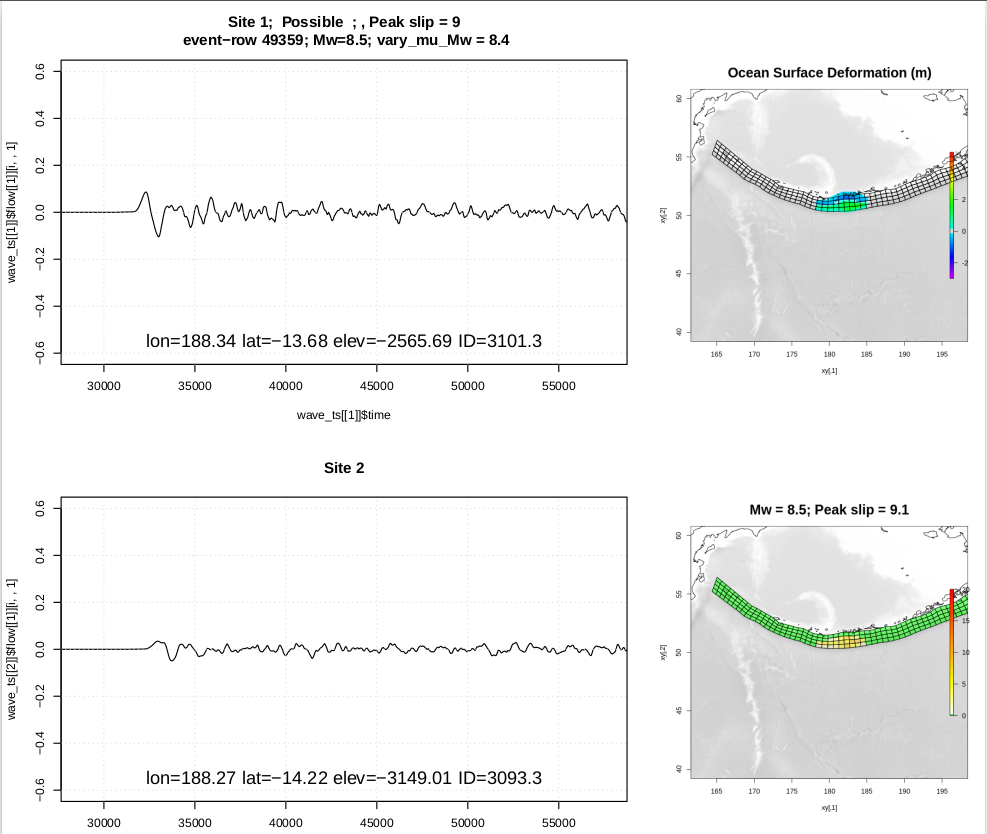 Site 1;  Possible  ; , Peak slip = 9
event−row 49359; Mw=8.5; vary_mu_Mw = 8.4
wave_ts[[1]]$flow[[1]][i, , 1]
0.6
0.4
0.2
0.0
−0.2
−0.4
−0.6
lon=188.34 lat=−13.68 elev=−2565.69 ID=3101.3
30000 35000 40000 45000 50000 55000
wave_ts[[1]]$time
Ocean Surface Deformation (m)
xy[,2]
60
55
50
45
40
2
0
-2
165 170 175 180 185 190 195
xy[,1]
Site 2
wave_ts[[2]]$flow[[1]][i, , 1]
0.6
0.4
0.2
0.0
−0.2
−0.4
−0.6
lon=188.27 lat=−14.22 elev=−3149.01 ID=3093.3
30000 35000 40000 45000 50000 55000
Mw = 8.5; Peak slip = 9.1
xy[,2]
60
55
50
45
40
15
10
5
0
165 170 175 180 185 190 195
xy[,1]